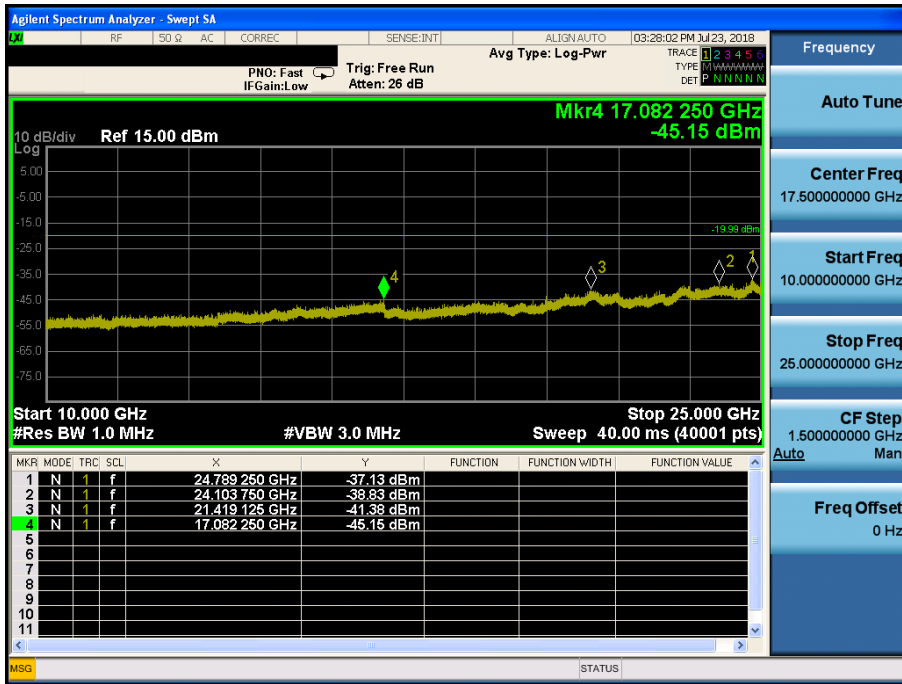 Agilent Spectrum Analyzer - Swept SA
LXI RF 50 Ω AC CORREC SENSE:INT ALIGN AUTO 03:28:02 PM Jul 23, 2018
Avg Type: Log-Pwr
TRACE 1 2 3 4 5 6
TYPE M
DET P N N N N N
PNO: Fast
IFGain:Low
Trig: Free Run
Atten: 26 dB
Mkr4 17.082 250 GHz
-45.15 dBm
10 dB/div Ref 15.00 dBm
Log
5.00
-5.00
-15.0
-19.99 dBm
-25.0
-35.0
-45.0
-55.0
-65.0
-75.0
4
3
2
1
Start 10.000 GHz Stop 25.000 GHz
#Res BW 1.0 MHz #VBW 3.0 MHz Sweep 40.00 ms (40001 pts)
MKR MODE TRC SCL X Y FUNCTION FUNCTION WIDTH FUNCTION VALUE
1 N 1 f 24.789 250 GHz -37.13 dBm
2 N 1 f 24.103 750 GHz -38.83 dBm
3 N 1 f 21.419 125 GHz -41.38 dBm
4 N 1 f 17.082 250 GHz -45.15 dBm
5
6
7
8
9
10
11
MSG STATUS
Frequency
Auto Tune
Center Freq
17.500000000 GHz
Start Freq
10.000000000 GHz
Stop Freq
25.000000000 GHz
CF Step
1.500000000 GHz
Auto Man
Freq Offset
0 Hz